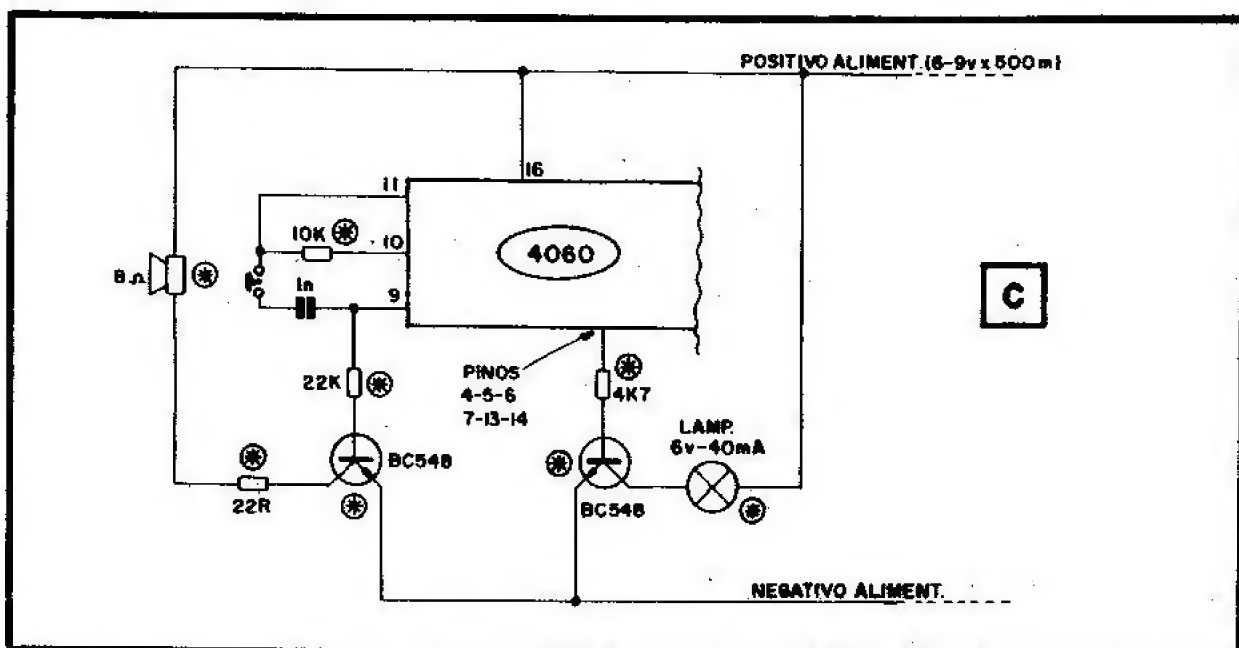 POSITIVO ALIMENT. (6-9v x 500m)
16
11
10K
10
4060
8Ω
1n
9
C
22K
PINOS
4-5-6
7-13-14
4K7
LAMP.
6v-40mA
BC548
22R
BC548
NEGATIVO ALIMENT.